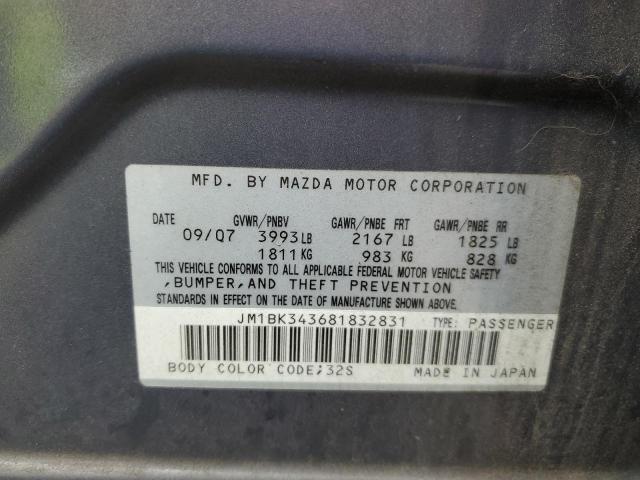 MFD. BY MAZDA MOTOR CORPORATION
DATE GVWR/PNBV GAWR/PNBE FRT GAWR/PNBE RR
09/07 3993 LB 2167 LB 1825 LB
1811 KG 983 KG 828 KG
THIS VEHICLE CONFORMS TO ALL APPLICABLE FEDERAL MOTOR VEHICLE SAFETY
,BUMPER,AND THEFT PREVENTION
STANDARDS IN EFFECT ON THE DATE OF MANUFACTURE SHOWN ABOVE.
JM1BK343681832831 TYPE: PASSENGER
BODY COLOR CODE;32S MADE IN JAPAN